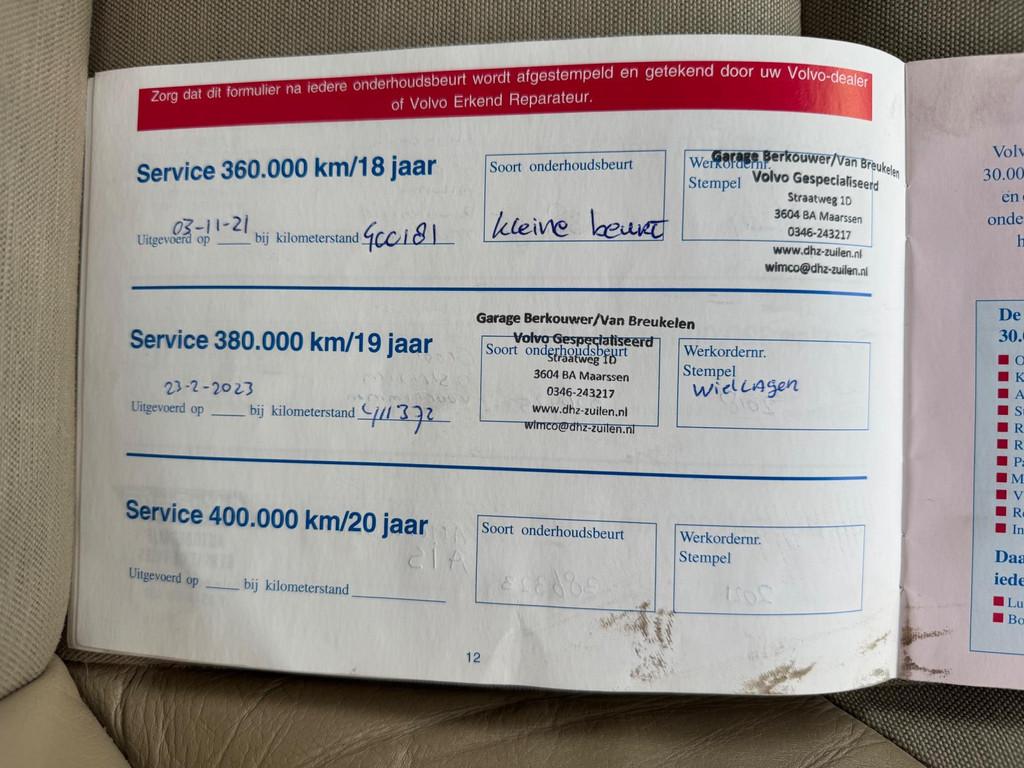 Zorg dat dit formulier na iedere onderhoudsbeurt wordt afgestempeld en getekend door uw Volvo-dealer
of Volvo Erkend Reparateur.
Service 360.000 km/18 jaar
Uitgevoerd op 03-11-21 bij kilometerstand
Soort onderhoudsbeurt
kleine beurt
Werkordernr.
Stempel
Garage Berkouwer/Van Breukelen
Volvo Gespecialiseerd
Straatweg 1D
3604 BA Maarssen
0346-243217
www.dhz-zuilen.nl
wimco@dhz-zuilen.nl
Service 380.000 km/19 jaar
Uitgevoerd op 23-2-2023 bij kilometerstand 411372
Soort onderhoudsbeurt
Garage Berkouwer/Van Breukelen
Volvo Gespecialiseerd
Straatweg 1D
3604 BA Maarssen
0346-243217
www.dhz-zuilen.nl
wimco@dhz-zuilen.nl
Werkordernr.
Stempel
Wiellagen
Service 400.000 km/20 jaar
Uitgevoerd op bij kilometerstand
Soort onderhoudsbeurt
Werkordernr.
Stempel
12
De